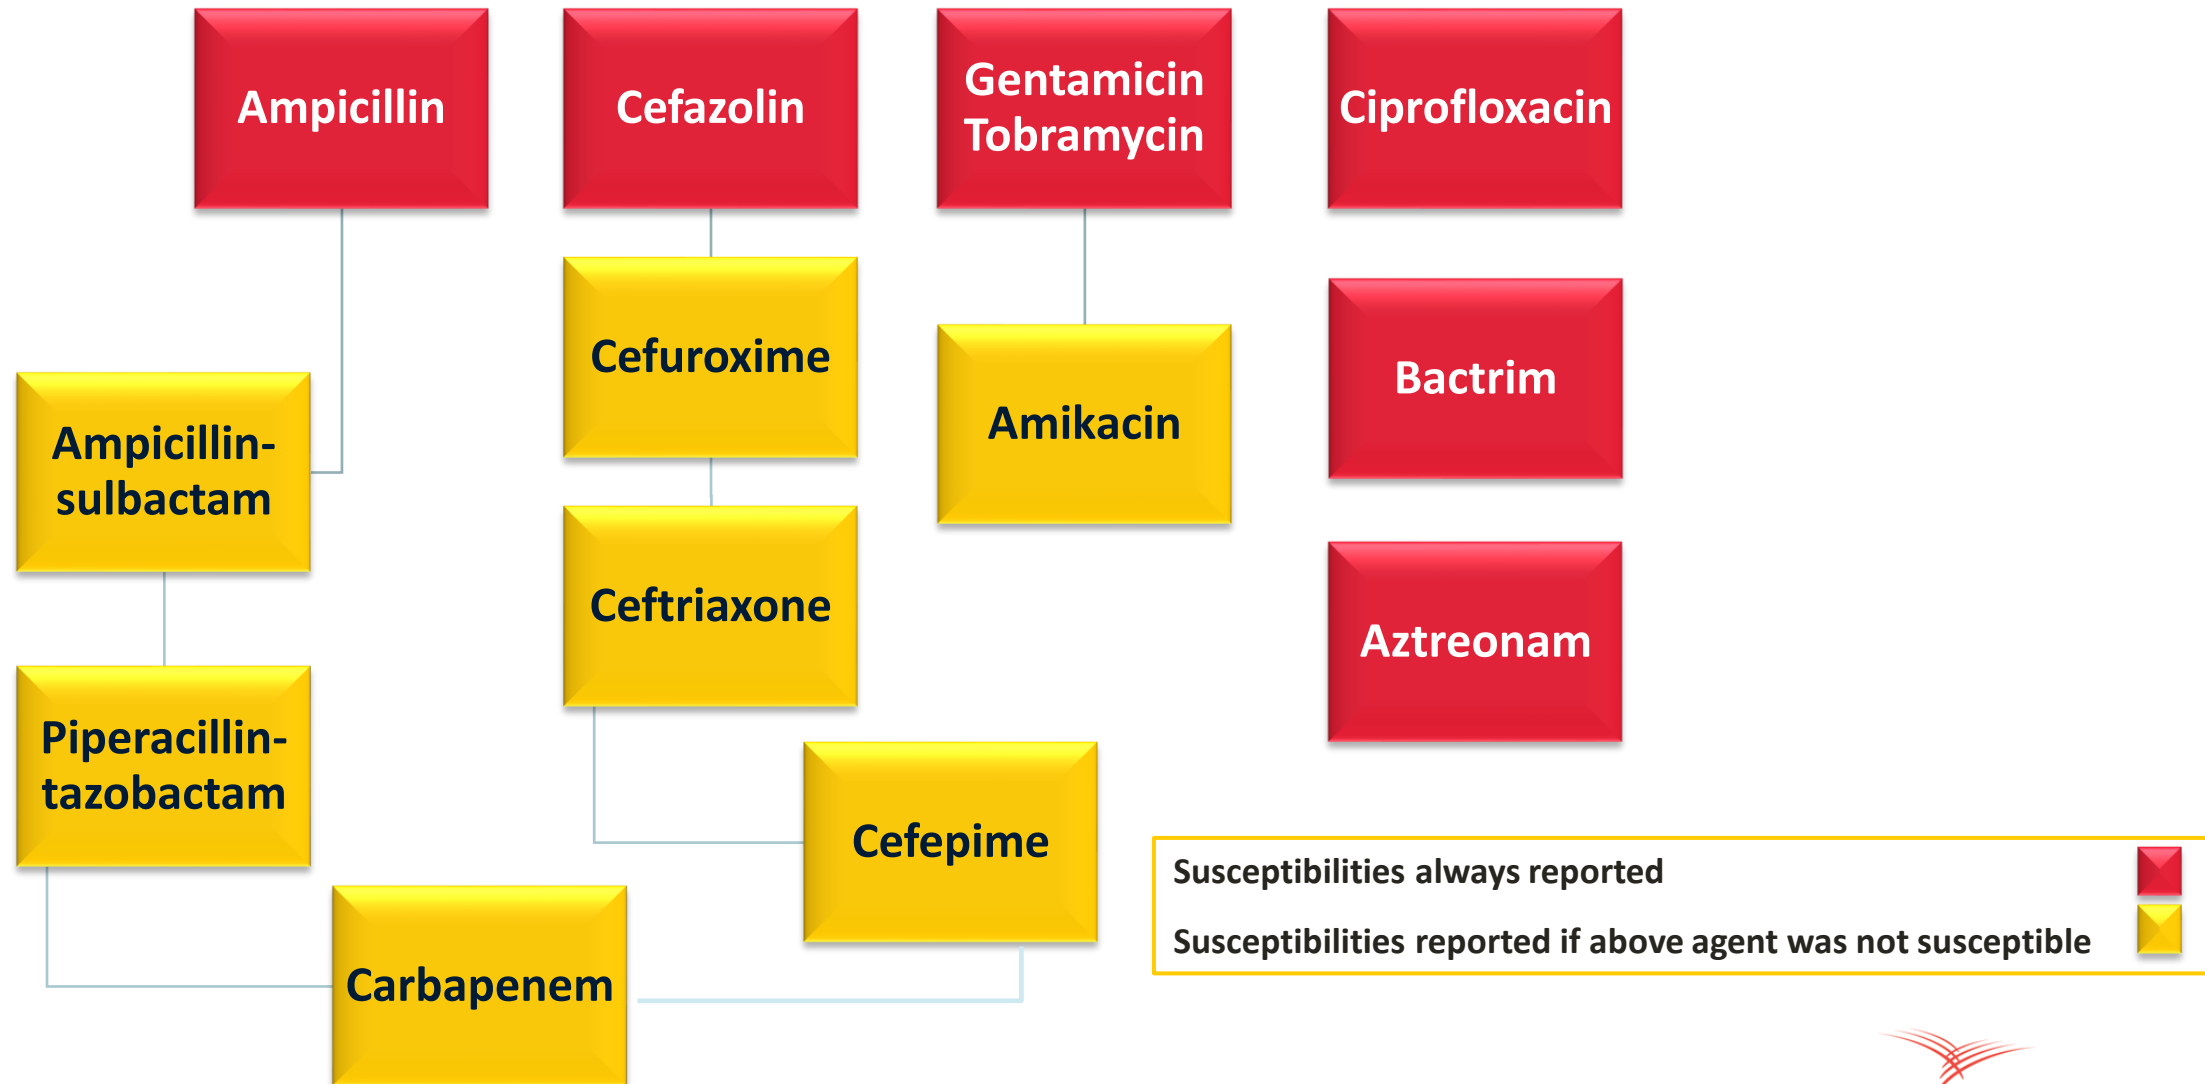 Ampicillin
Cefazolin
Gentamicin
Tobramycin
Ciprofloxacin
Cefuroxime
Bactrim
Amikacin
Ampicillin-
sulbactam
Ceftriaxone
Aztreonam
Piperacillin-
tazobactam
Cefepime
Carbapenem
Susceptibilities always reported
Susceptibilities reported if above agent was not susceptible